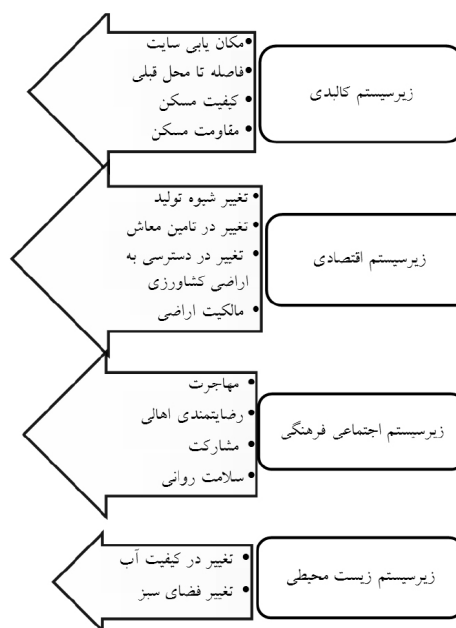 زیرسیستم کالبدی
•مکان یابی سایت
•فاصله تا محل قبلی
• کیفیت مسکن
• مقاومت مسکن
زیرسیستم اقتصادی
• تغییر شیوه تولید
• تغییر در تامین معاش
• تغییر در دسترسی به
اراضی کشاورزی
• مالکیت اراضی
زیرسیستم اجتماعی فرهنگی
• مهاجرت
•رضایتمندی اهالی
• مشارکت
•سلامت روانی
زیرسیستم زیست محیطی
• تغییر در کیفیت آب
• تغییر فضای سبز